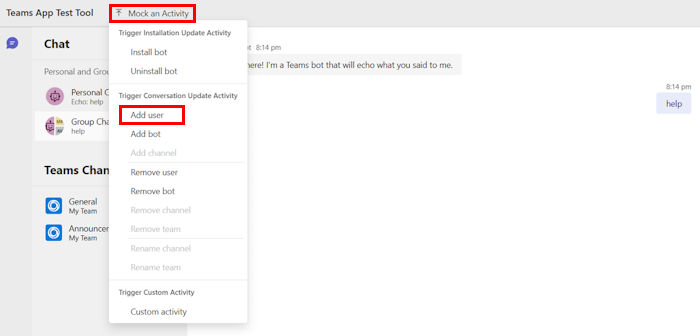 Teams App Test Tool
Mock an Activity
Chat
Personal and Grou
Personal C
Echo: help
Group Cha
help
Teams Chan
General
My Team
Announcer
My Team
Trigger Installation Update Activity
Install bot
Uninstall bot
Trigger Conversation Update Activity
Add user
Add bot
Add channel
Remove user
Remove bot
Remove channel
Remove team
Rename channel
Rename team
Trigger Custom Activity
Custom activity
8:14 pm
here! I'm a Teams bot that will echo what you said to me.
8:14 pm
help